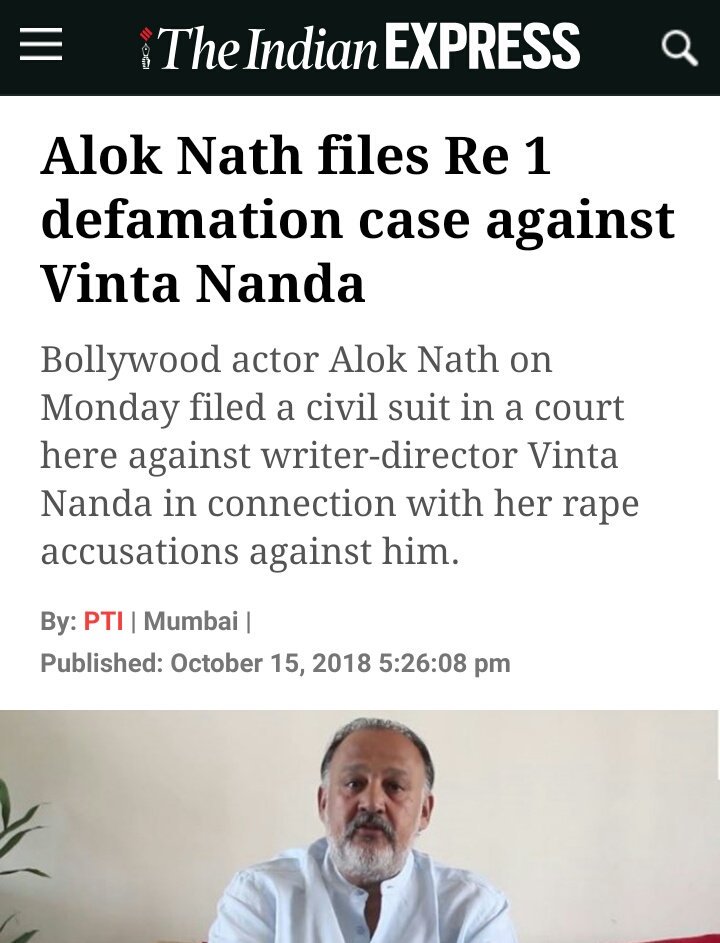 The Indian EXPRESS
Alok Nath files Re 1
defamation case against
Vinta Nanda
Bollywood actor Alok Nath on
Monday filed a civil suit in a court
here against writer-director Vinta
Nanda in connection with her rape
accusations against him.
By: PTI | Mumbai |
Published: October 15, 2018 5:26:08 pm